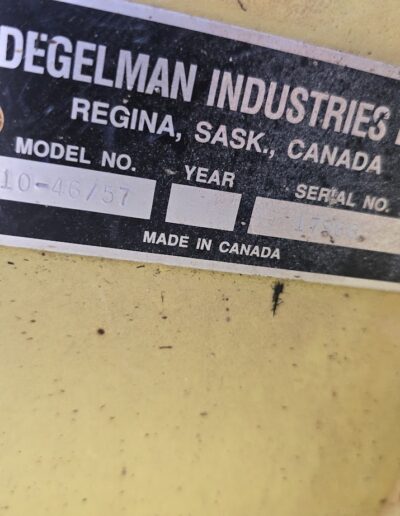 DEGELMAN INDUSTRIES
REGINA, SASK., CANADA
MODEL NO. YEAR SERIAL NO.
10-46/57
MADE IN CANADA